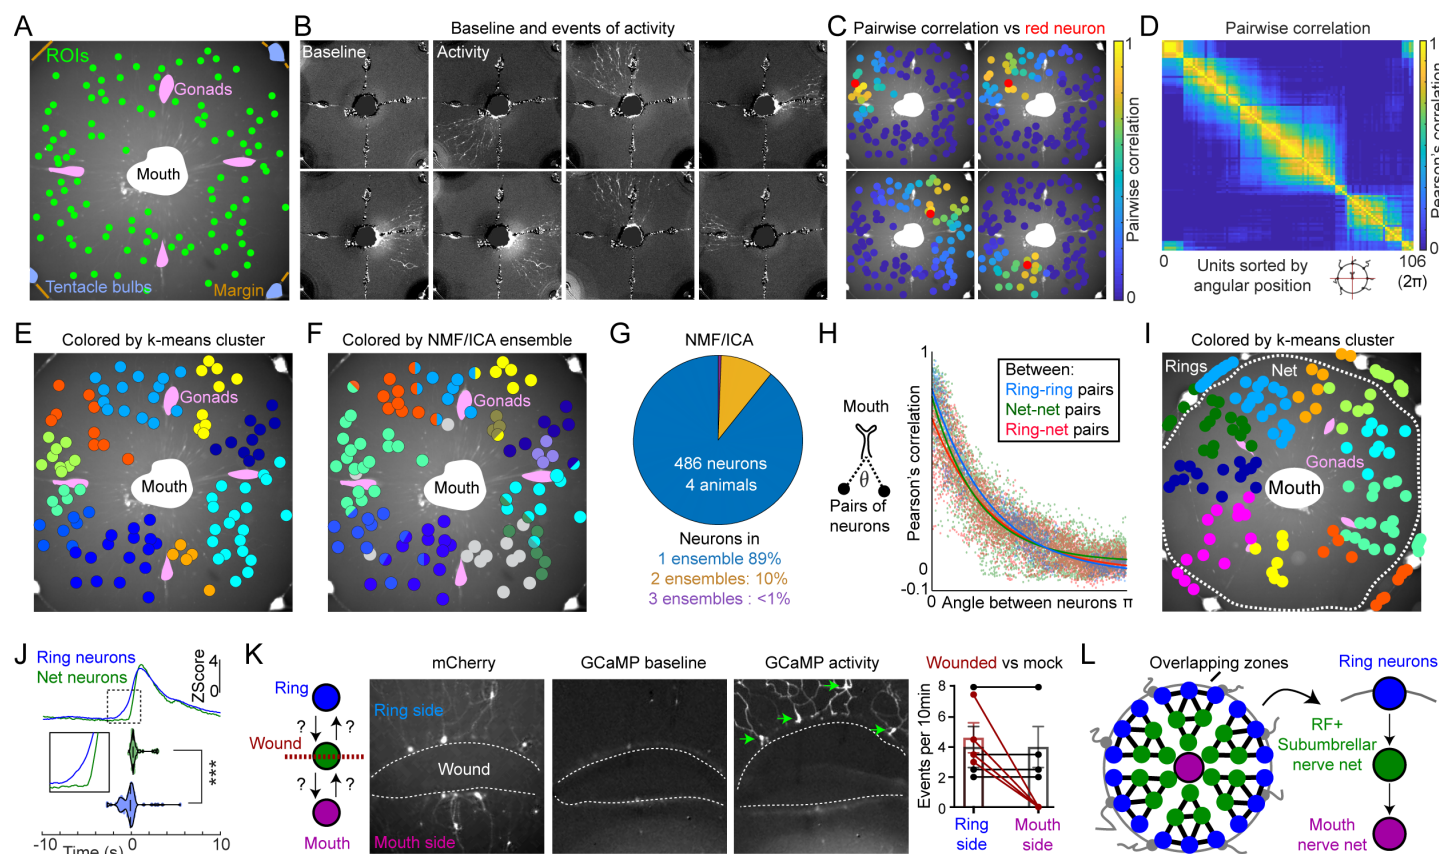 A
ROIs
Gonads
Mouth
Tentacle bulbs
Margin
B
Baseline and events of activity
Baseline
Activity
C
Pairwise correlation vs red neuron
1
Pairwise correlation
0
D
Pairwise correlation
1
Pearson's correlation
0
0
106
(2π)
Units sorted by
angular position
E
Colored by k-means cluster
Gonads
Mouth
F
Colored by NMF/ICA ensemble
Gonads
Mouth
G
NMF/ICA
486 neurons
4 animals
Neurons in
1 ensemble 89%
2 ensembles: 10%
3 ensembles : <1%
H
Mouth
θ
Pairs of
neurons
1
Pearson's correlation
0
-0.1
0
Angle between neurons
π
Between:
Ring-ring pairs
Net-net pairs
Ring-net pairs
I
Colored by k-means cluster
Rings
Net
Gonads
Mouth
J
Ring neurons
Net neurons
4
0
ZScore
***
-10
0
10
Time (s)
K
Ring
?
?
Wound
?
?
Mouth
mCherry
Ring side
Wound
Mouth side
GCaMP baseline
GCaMP activity
Wounded vs mock
8
6
4
2
0
Events per 10min
Ring
side
Mouth
side
L
Overlapping zones
Ring neurons
RF+
Subumbrellar
nerve net
Mouth
nerve net